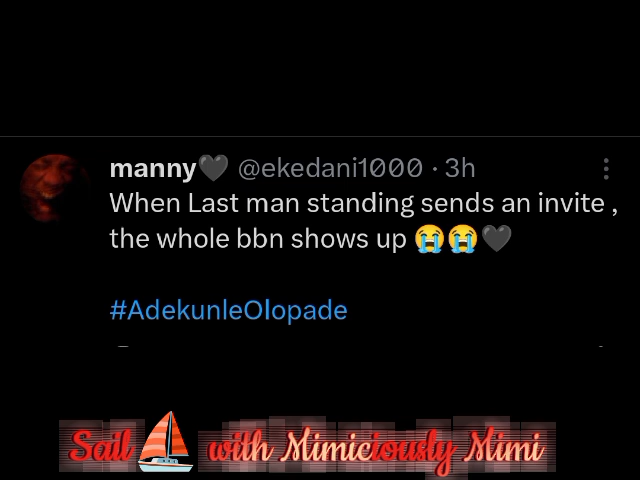 manny🖤 @ekedani1000 · 3h
When Last man standing sends an invite ,
the whole bbn shows up 😭😭🖤
#AdekunleOlopade
Sail ⛵ with Mimiciously Mimi